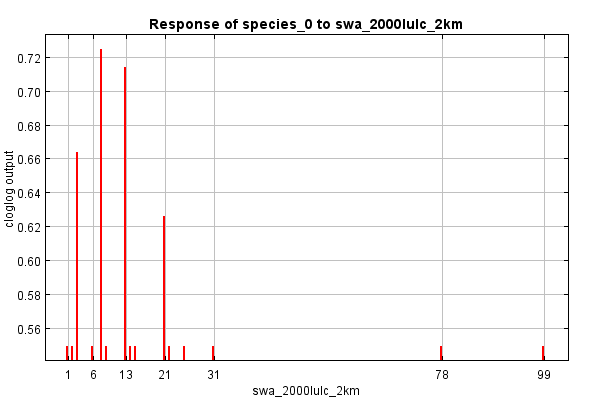 Response of species_0 to swa_2000lulc_2km
0.72
0.70
0.68
0.66
0.64
0.62
0.60
0.58
0.56
cloglog output
1 6 13 21 31 78 99
swa_2000lulc_2km